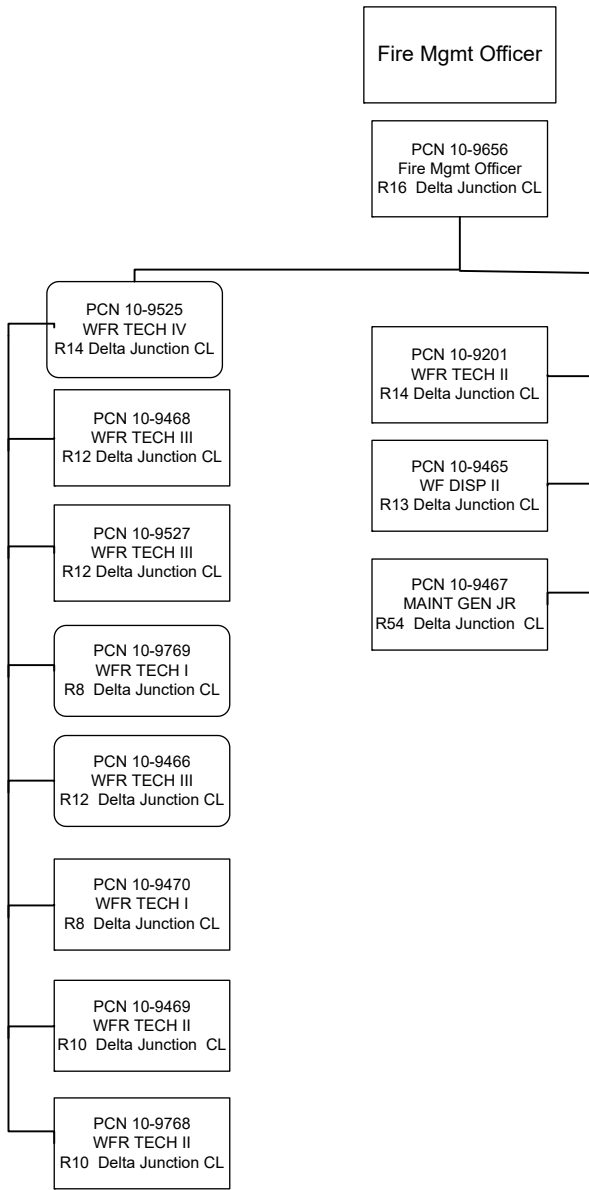 Fire Mgmt Officer
PCN 10-9656
Fire Mgmt Officer
R16 Delta Junction CL
PCN 10-9525
WFR TECH IV
R14 Delta Junction CL
PCN 10-9468
WFR TECH III
R12 Delta Junction CL
PCN 10-9527
WFR TECH III
R12 Delta Junction CL
PCN 10-9769
WFR TECH I
R8 Delta Junction CL
PCN 10-9466
WFR TECH III
R12 Delta Junction CL
PCN 10-9470
WFR TECH I
R8 Delta Junction CL
PCN 10-9469
WFR TECH II
R10 Delta Junction CL
PCN 10-9768
WFR TECH II
R10 Delta Junction CL
PCN 10-9201
WFR TECH II
R14 Delta Junction CL
PCN 10-9465
WF DISP II
R13 Delta Junction CL
PCN 10-9467
MAINT GEN JR
R54 Delta Junction CL